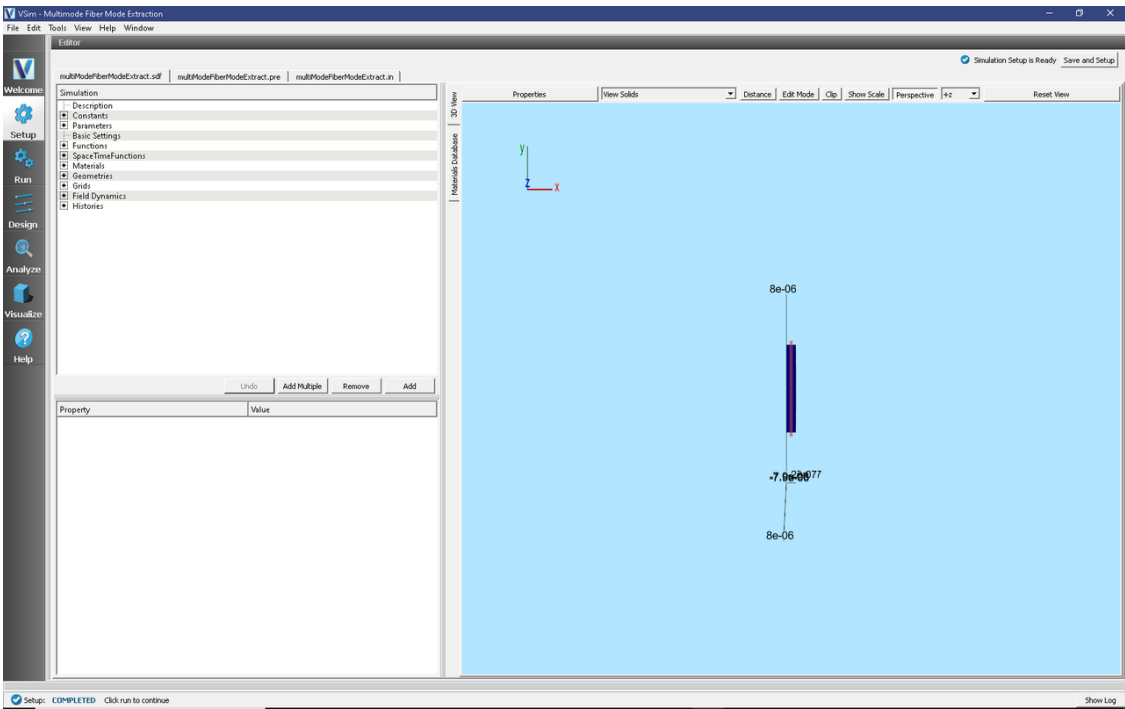 VSim - Multimode Fiber Mode Extraction
File Edit Tools View Help Window
Editor
Simulation Setup is Ready Save and Setup
multiModeFiberModeExtract.sdf multiModeFiberModeExtract.pre multiModeFiberModeExtract.in
Welcome
Setup
Run
Design
Analyze
Visualize
Help
Simulation
Description
Constants
Parameters
Basic Settings
Functions
SpaceTimeFunctions
Materials
Geometries
Grids
Field Dynamics
Histories
Undo Add Multiple Remove Add
Property Value
3D View
Materials Database
Properties View Solids Distance Edit Mode Clip Show Scale Perspective +z Reset View
y
z x
8e-06
8e-06
Setup: COMPLETED Click run to continue
Show Log